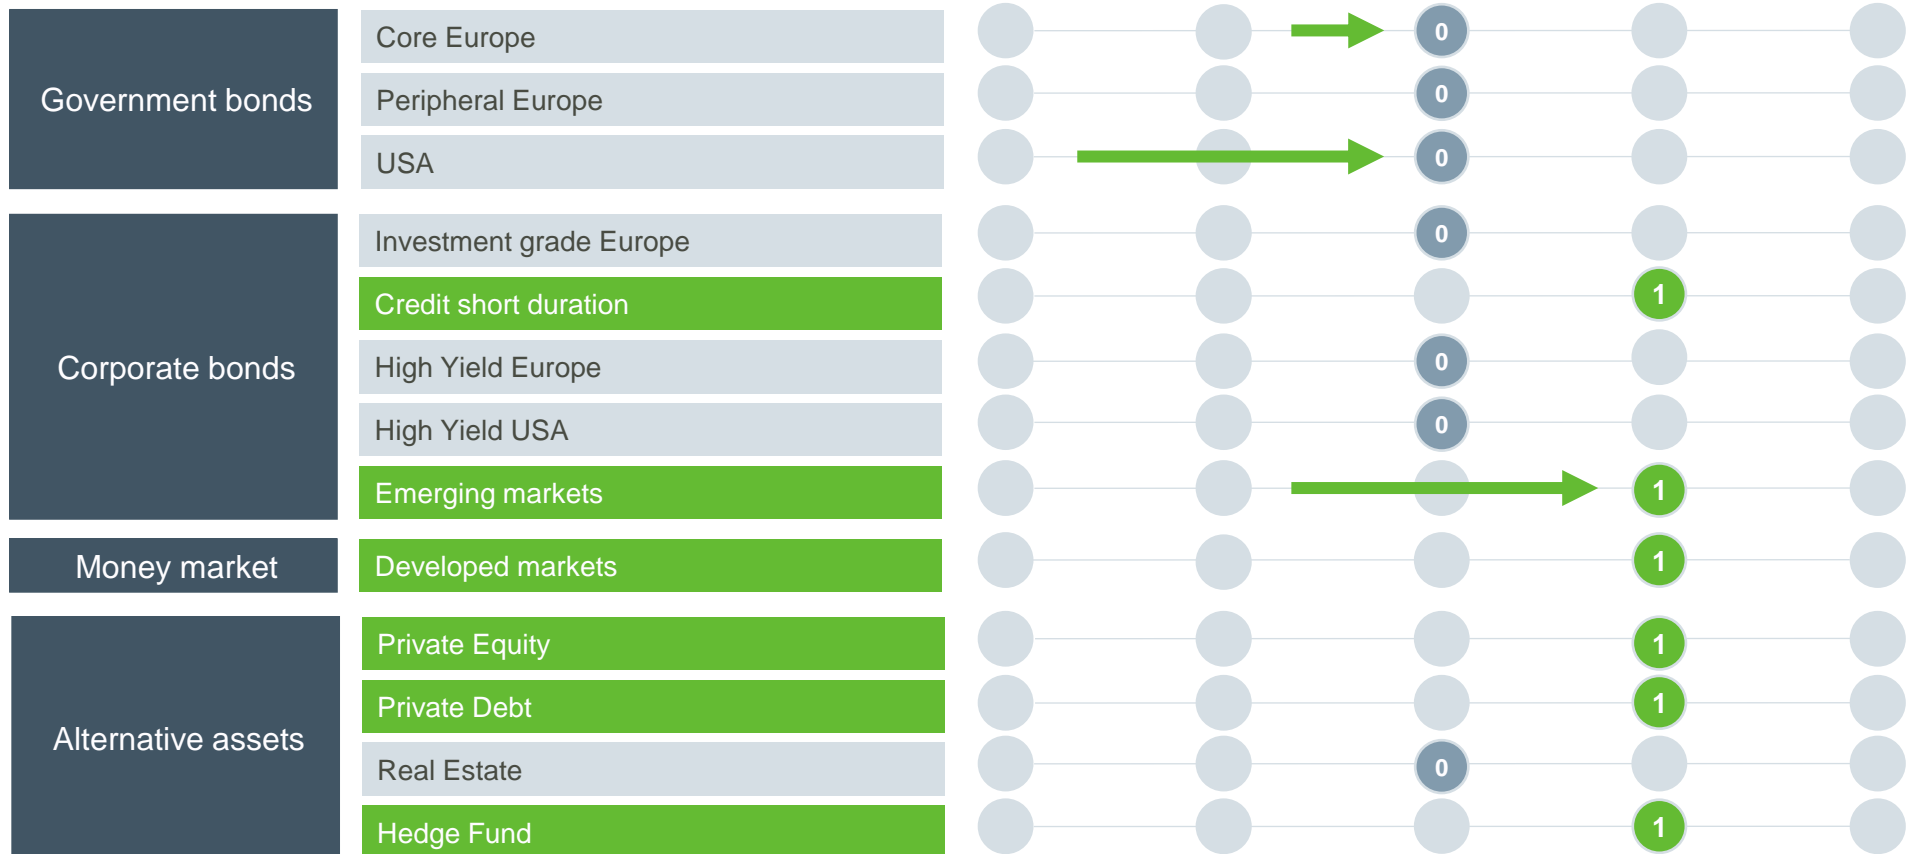 Government bonds
Core Europe 0
Peripheral Europe 0
USA 0
Corporate bonds
Investment grade Europe 0
Credit short duration 1
High Yield Europe 0
High Yield USA 0
Emerging markets 1
Money market
Developed markets 1
Alternative assets
Private Equity 1
Private Debt 1
Real Estate 0
Hedge Fund 1